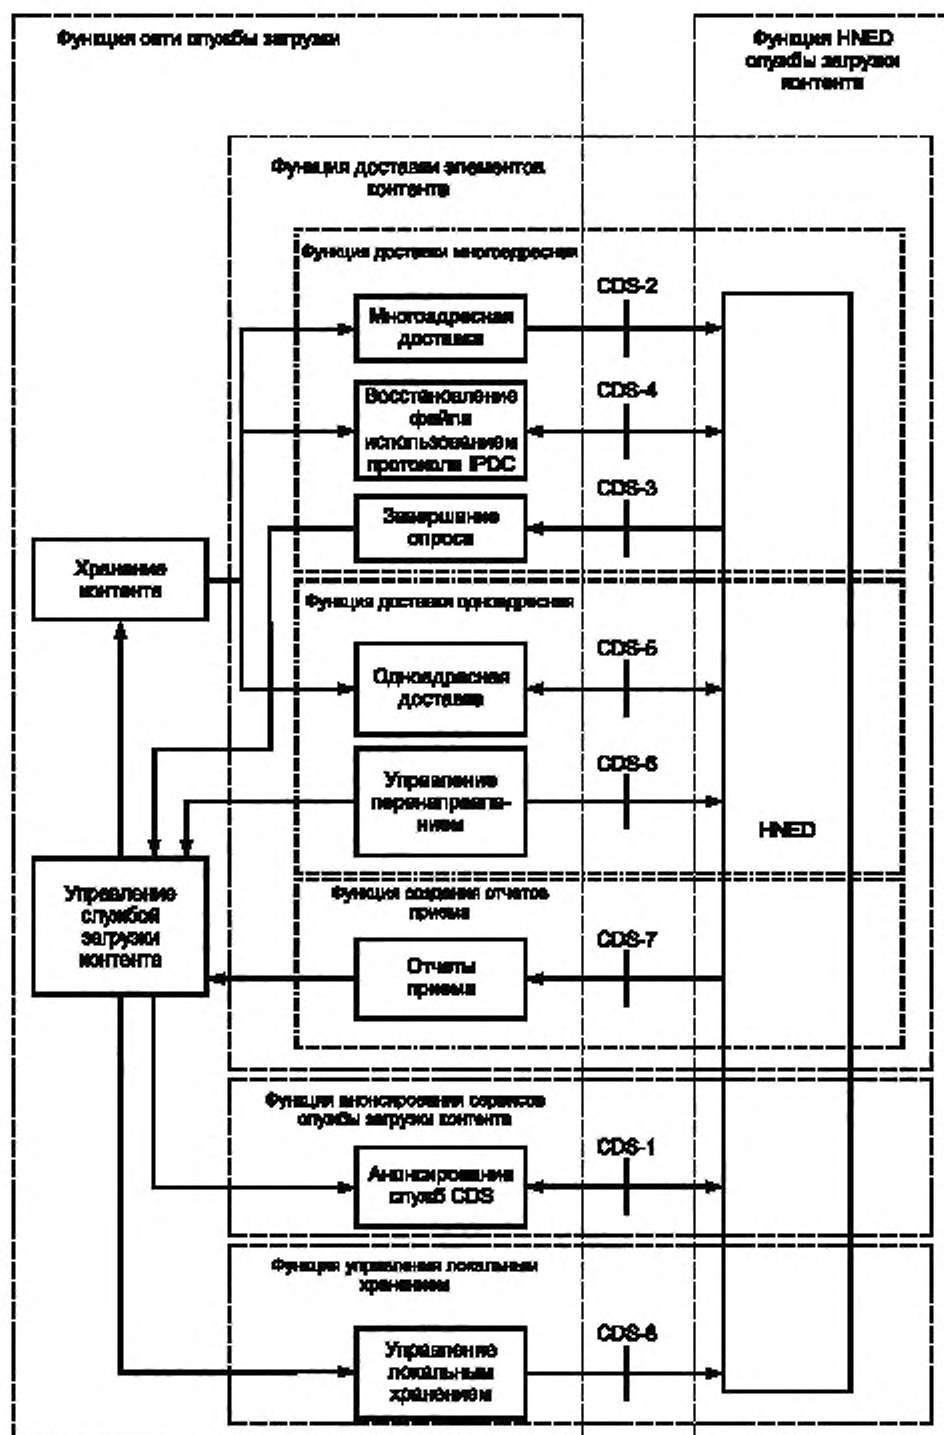 Функция сети службы загрузки
Функция HNED
службы загрузки
контента
Функция доставки элементов
контента
Функция доставки многоадресная
CDS-2
Многоадресная
доставка
CDS-4
Восстановление
файла
использованием
протокола IPDC
CDS-3
Завершение
опроса
Хранение
контента
Функция доставки одноадресная
CDS-5
Одноадресная
доставка
CDS-6
Управление
перенаправле-
нием
HNED
Управление
службой
загрузки
контента
Функция создания отчетов
приема
CDS-7
Отчеты
приема
Функция анонсирования сервисов
службы загрузки контента
CDS-1
Анонсирование
служб CDS
Функция управления локальным
хранением
CDS-8
Управление
локальным
хранением